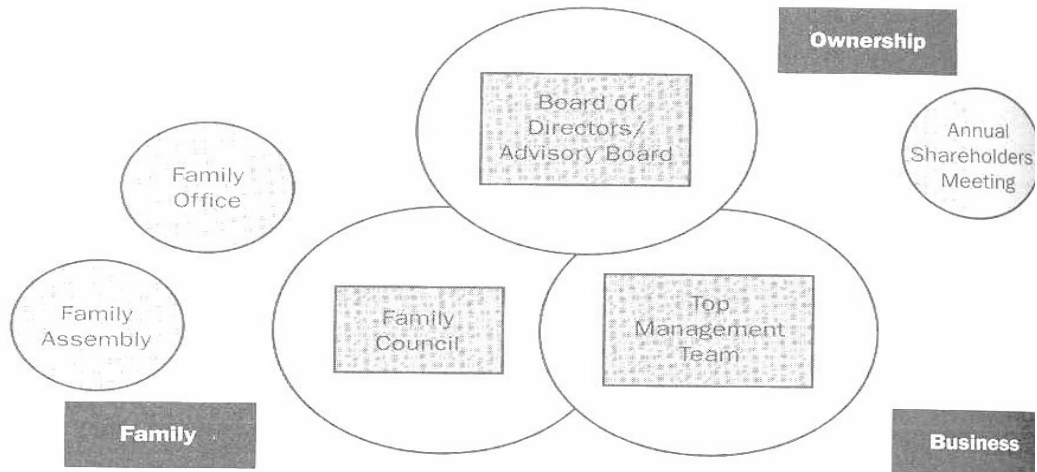 Ownership
Board of
Directors/
Advisory Board
Annual
Shareholders
Meeting
Family
Office
Family
Assembly
Family
Council
Top
Management
Team
Family
Business